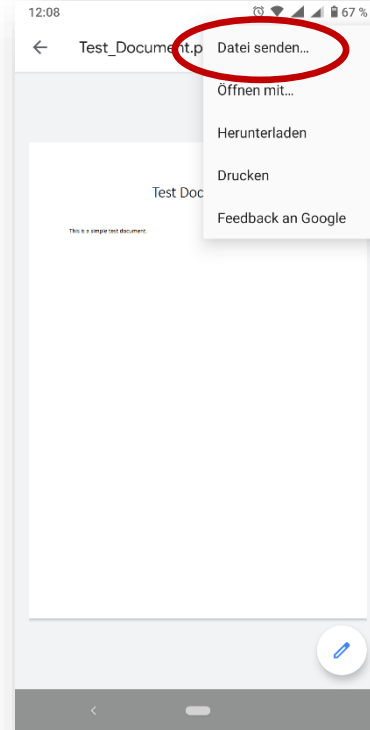 12:08 67 %
Test_Document.p
Datei senden...
Öffnen mit...
Herunterladen
Drucken
Feedback an Google
Test Doc
This is a simple test document.